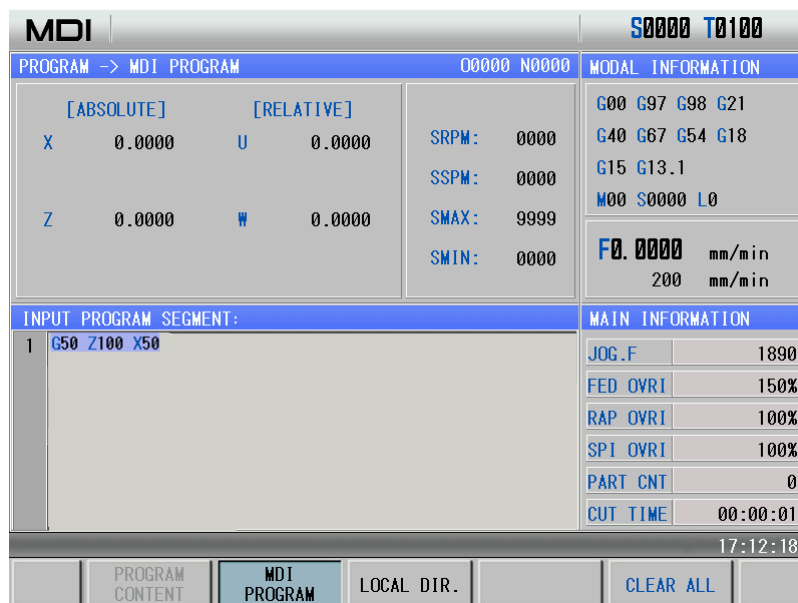 MDI S0000 T0100
PROGRAM -> MDI PROGRAM O0000 N0000 MODAL INFORMATION
[ABSOLUTE] [RELATIVE] G00 G97 G98 G21
X 0.0000 U 0.0000 SRPM: 0000 G40 G67 G54 G18
SSPM: 0000 G15 G13.1
M00 S0000 L0
Z 0.0000 W 0.0000 SMAX: 9999
SMIN: 0000 F0.0000 mm/min
200 mm/min
INPUT PROGRAM SEGMENT: MAIN INFORMATION
1 G50 Z100 X50
JOG.F 1890
FED OVRI 150%
RAP OVRI 100%
SPI OVRI 100%
PART CNT 0
CUT TIME 00:00:01
17:12:18
PROGRAM CONTENT MDI PROGRAM LOCAL DIR. CLEAR ALL